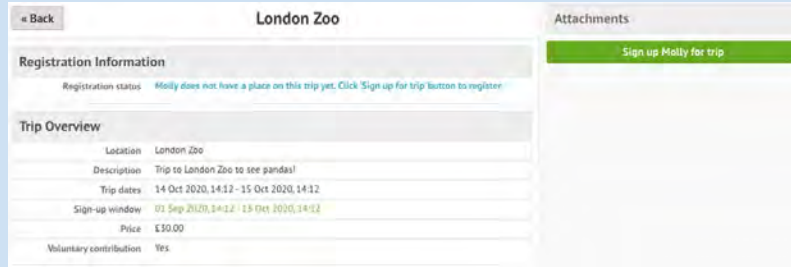 « Back
London Zoo
Attachments
Sign up Molly for trip
Registration Information
Registration status Molly does not have a place on this trip yet. Click 'Sign up for trip' button to register
Trip Overview
Location London Zoo
Description Trip to London Zoo to see pandas!
Trip dates 14 Oct 2020, 14:12 - 15 Oct 2020, 14:12
Sign-up window 01 Sep 2020, 14:12 - 13 Oct 2020, 14:12
Price £30.00
Voluntary contribution Yes